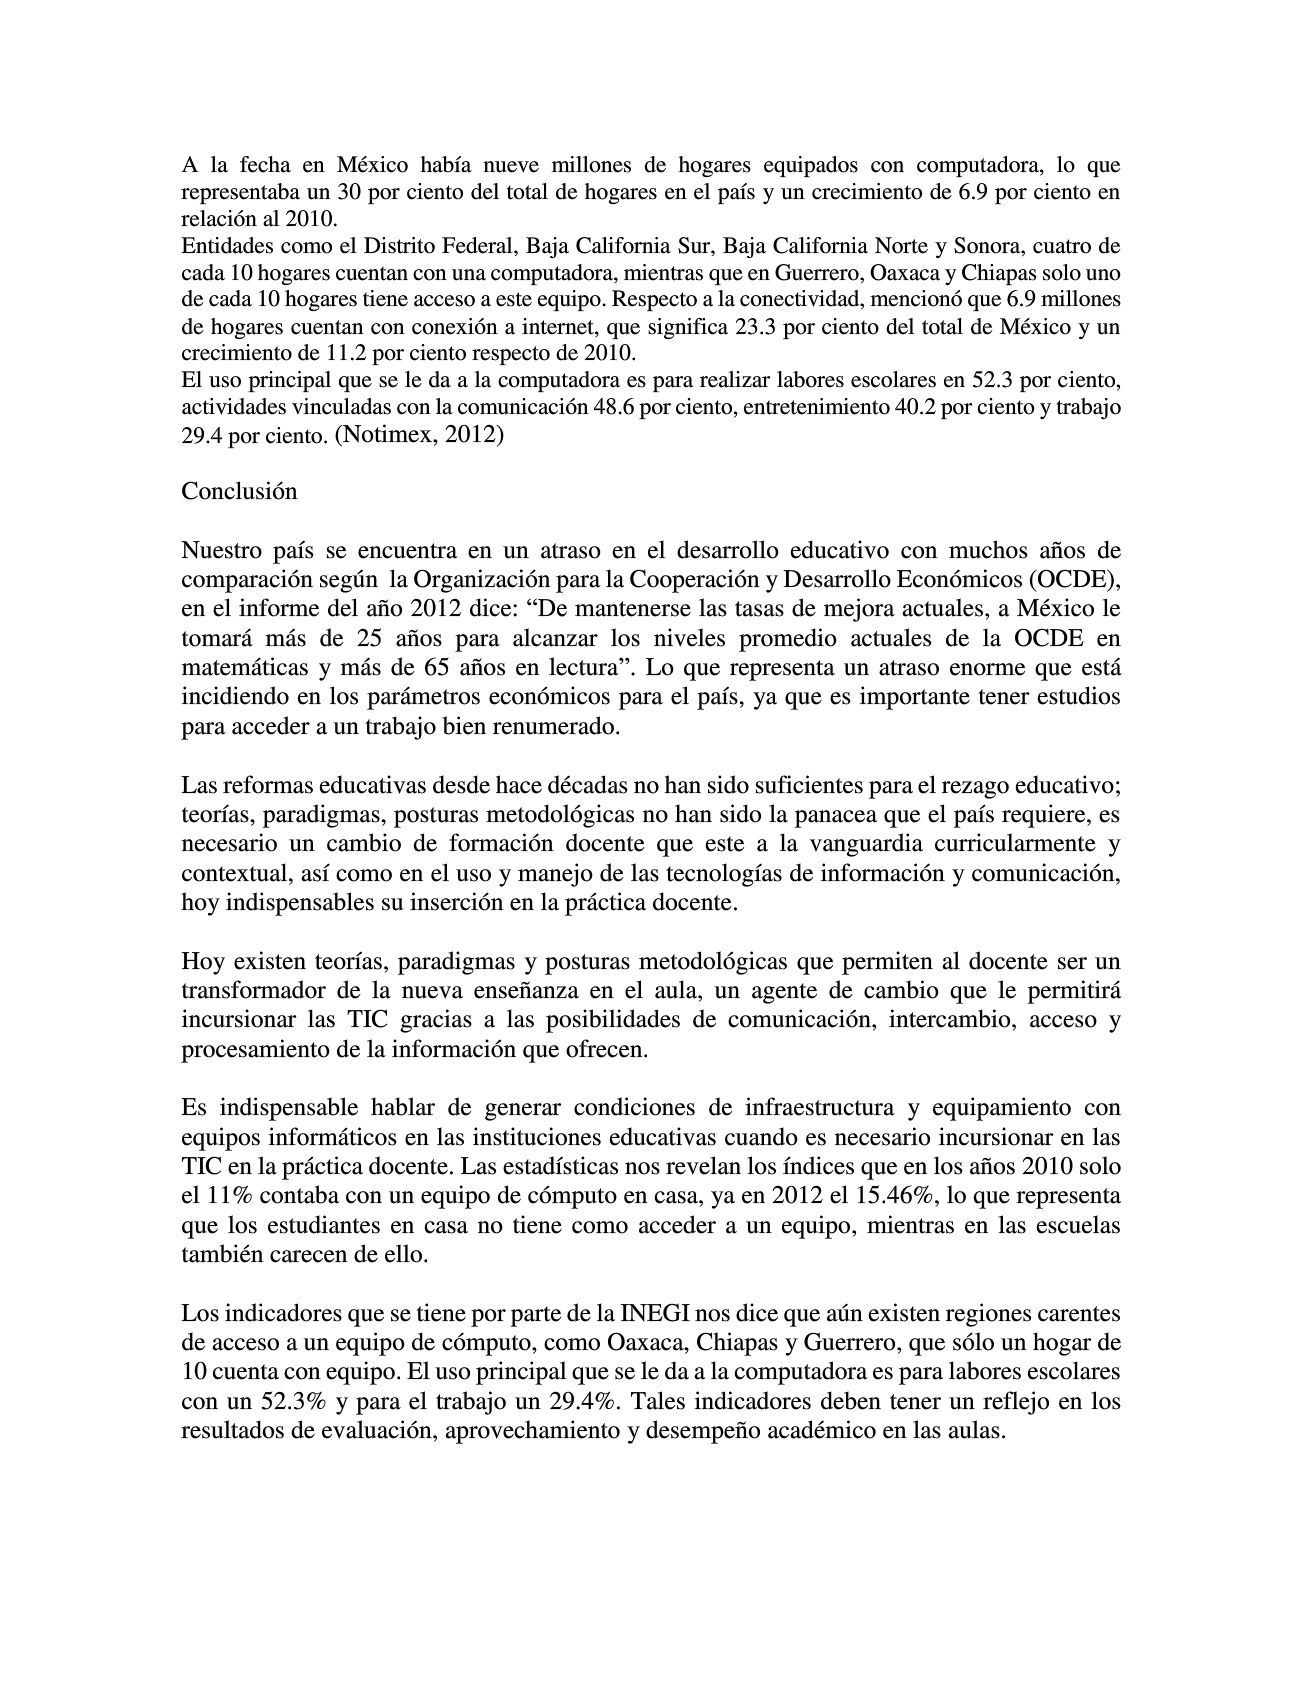 A la fecha en México había nueve millones de hogares equipados con computadora, lo que
representaba un 30 por ciento del total de hogares en el país y un crecimiento de 6.9 por ciento en
relación al 2010.
Entidades como el Distrito Federal, Baja California Sur, Baja California Norte y Sonora, cuatro de
cada 10 hogares cuentan con una computadora, mientras que en Guerrero, Oaxaca y Chiapas solo uno
de cada 10 hogares tiene acceso a este equipo. Respecto a la conectividad, mencionó que 6.9 millones
de hogares cuentan con conexión a internet, que significa 23.3 por ciento del total de México y un
crecimiento de 11.2 por ciento respecto de 2010.
El uso principal que se le da a la computadora es para realizar labores escolares en 52.3 por ciento,
actividades vinculadas con la comunicación 48.6 por ciento, entretenimiento 40.2 por ciento y trabajo
29.4 por ciento. (Notimex, 2012)
Conclusión
Nuestro país se encuentra en un atraso en el desarrollo educativo con muchos años de
comparación según la Organización para la Cooperación y Desarrollo Económicos (OCDE),
en el informe del año 2012 dice: “De mantenerse las tasas de mejora actuales, a México le
tomará más de 25 años para alcanzar los niveles promedio actuales de la OCDE en
matemáticas y más de 65 años en lectura”. Lo que representa un atraso enorme que está
incidiendo en los parámetros económicos para el país, ya que es importante tener estudios
para acceder a un trabajo bien renumerado.
Las reformas educativas desde hace décadas no han sido suficientes para el rezago educativo;
teorías, paradigmas, posturas metodológicas no han sido la panacea que el país requiere, es
necesario un cambio de formación docente que este a la vanguardia curricularmente y
contextual, así como en el uso y manejo de las tecnologías de información y comunicación,
hoy indispensables su inserción en la práctica docente.
Hoy existen teorías, paradigmas y posturas metodológicas que permiten al docente ser un
transformador de la nueva enseñanza en el aula, un agente de cambio que le permitirá
incursionar las TIC gracias a las posibilidades de comunicación, intercambio, acceso y
procesamiento de la información que ofrecen.
Es indispensable hablar de generar condiciones de infraestructura y equipamiento con
equipos informáticos en las instituciones educativas cuando es necesario incursionar en las
TIC en la práctica docente. Las estadísticas nos revelan los índices que en los años 2010 solo
el 11% contaba con un equipo de cómputo en casa, ya en 2012 el 15.46%, lo que representa
que los estudiantes en casa no tiene como acceder a un equipo, mientras en las escuelas
también carecen de ello.
Los indicadores que se tiene por parte de la INEGI nos dice que aún existen regiones carentes
de acceso a un equipo de cómputo, como Oaxaca, Chiapas y Guerrero, que sólo un hogar de
10 cuenta con equipo. El uso principal que se le da a la computadora es para labores escolares
con un 52.3% y para el trabajo un 29.4%. Tales indicadores deben tener un reflejo en los
resultados de evaluación, aprovechamiento y desempeño académico en las aulas.